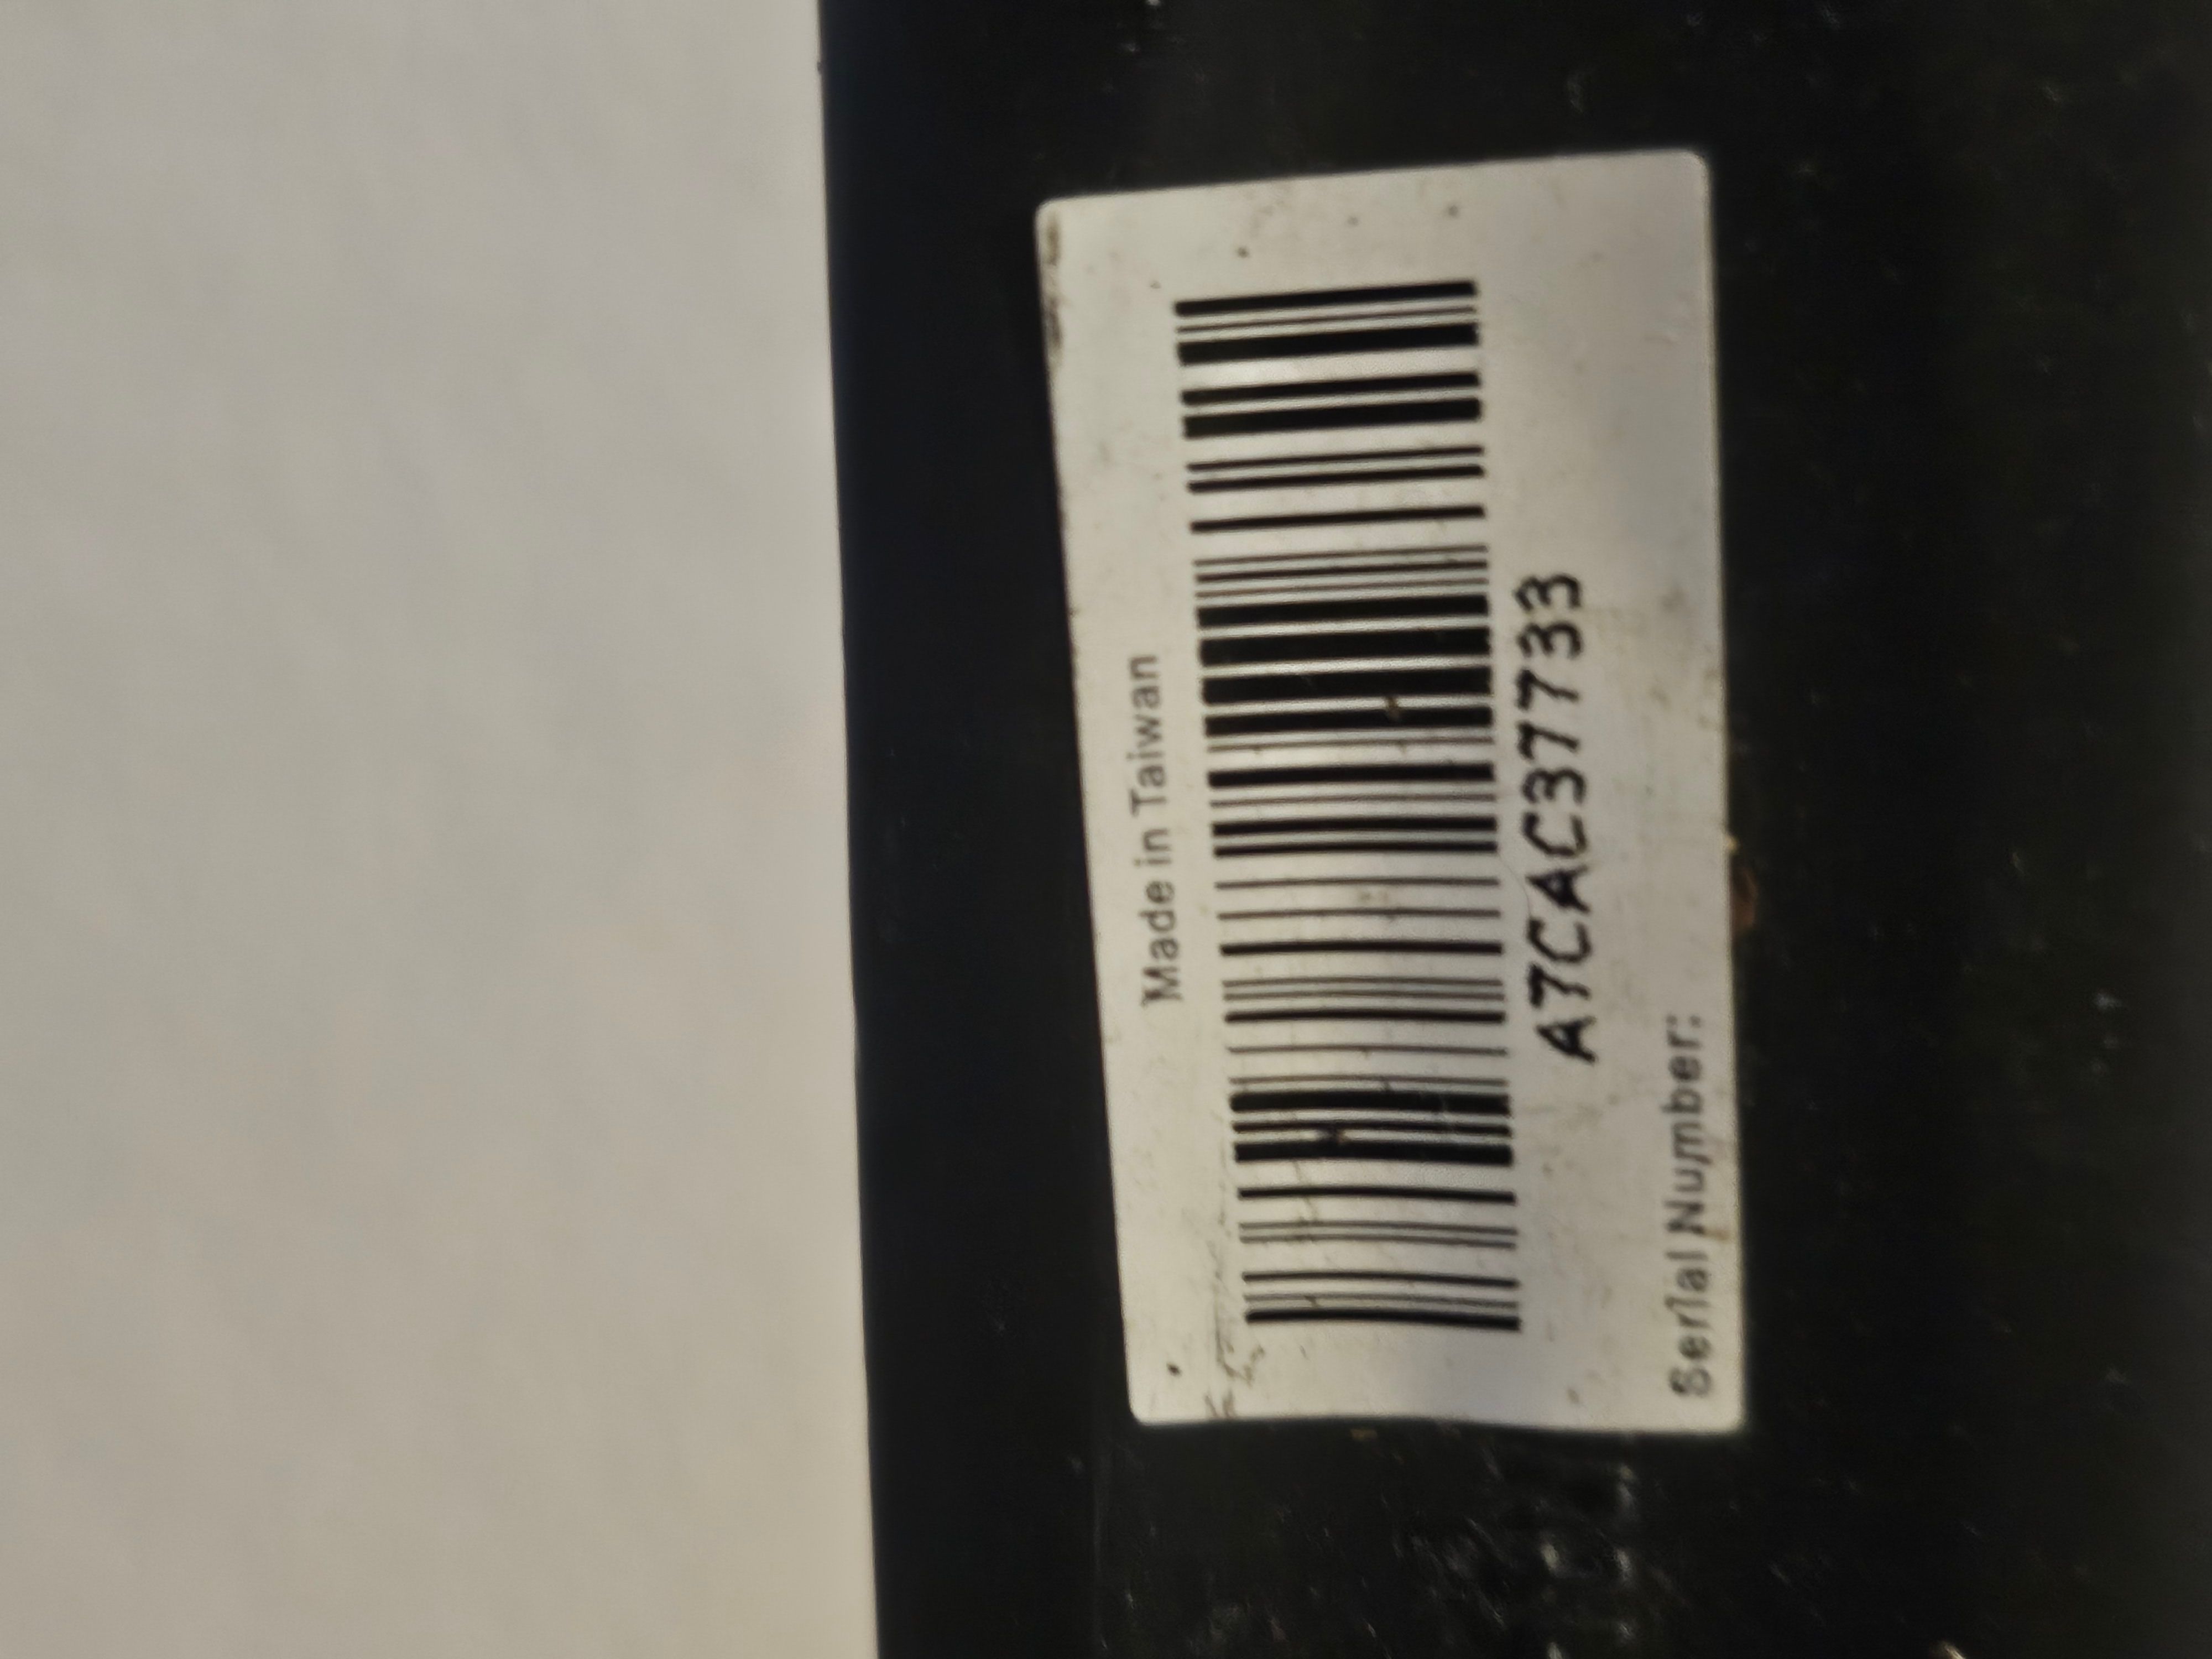 Made in Taiwan
A7CAC37733
Serial Number: